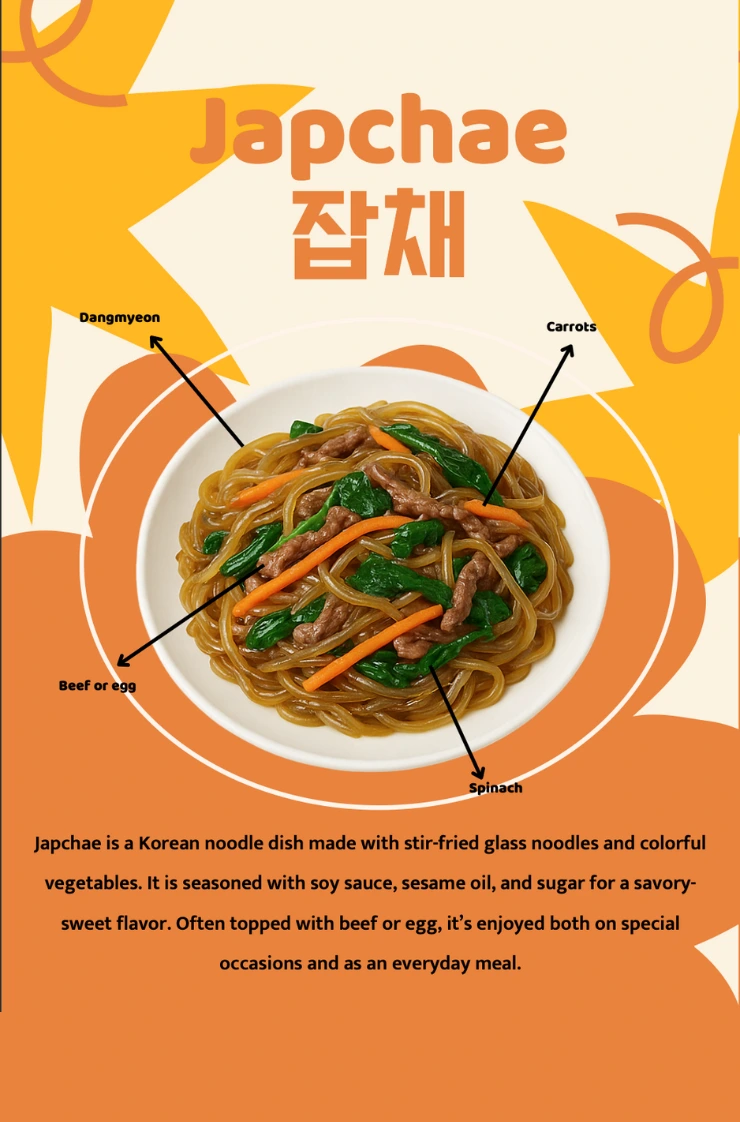 Japchae
잡채
Dangmyeon
Carrots
Beef or egg
Spinach
Japchae is a Korean noodle dish made with stir-fried glass noodles and colorful
vegetables. It is seasoned with soy sauce, sesame oil, and sugar for a savory-
sweet flavor. Often topped with beef or egg, it’s enjoyed both on special
occasions and as an everyday meal.